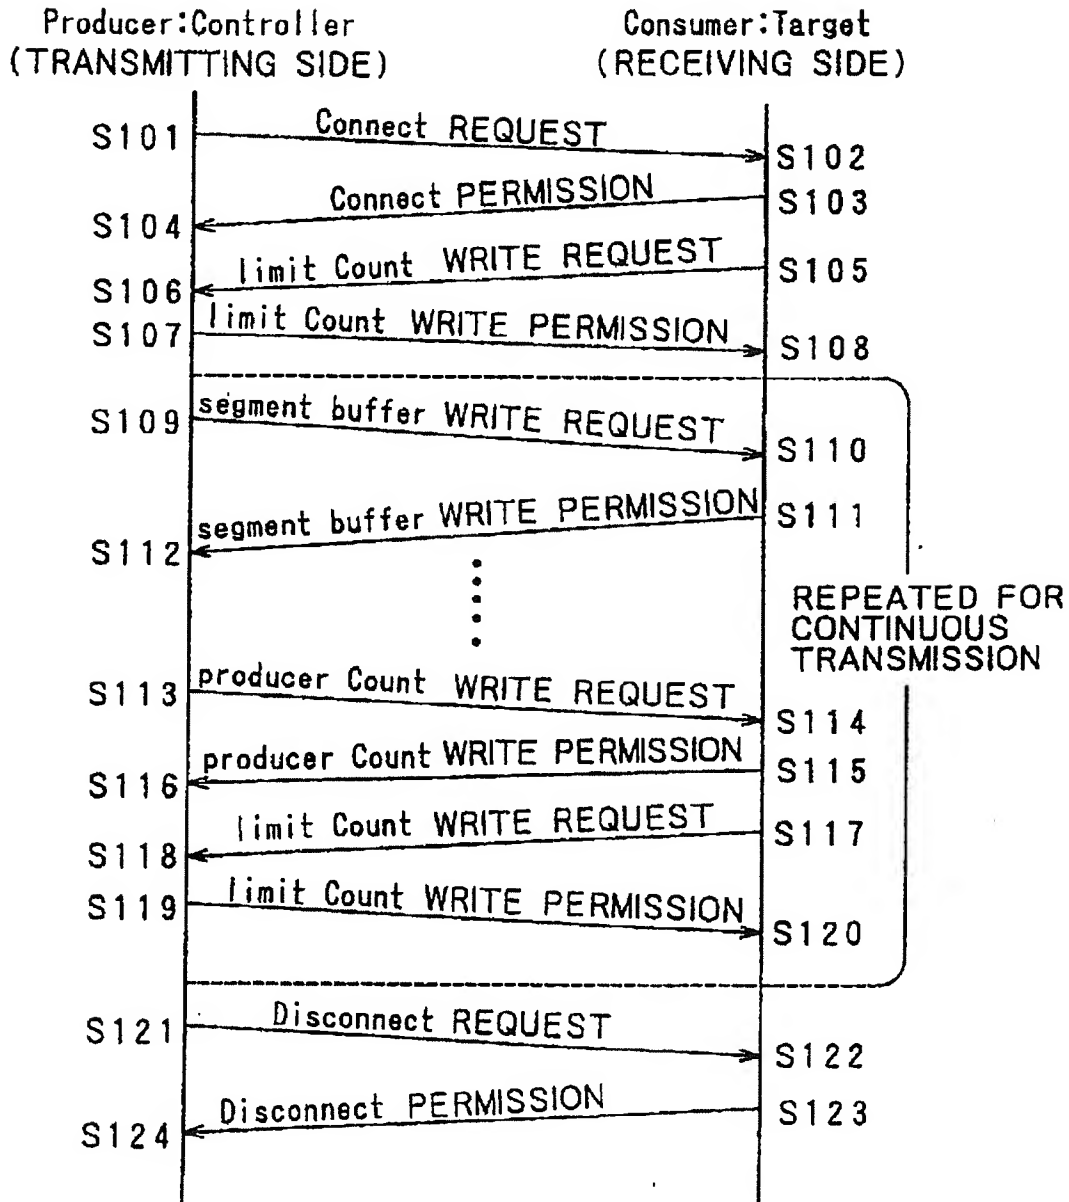 Producer:Controller
(TRANSMITTING SIDE)
Consumer:Target
(RECEIVING SIDE)
S101
Connect REQUEST
S102
Connect PERMISSION
S103
S104
limit Count WRITE REQUEST
S105
S106
S107
limit Count WRITE PERMISSION
S108
S109
segment buffer WRITE REQUEST
S110
segment buffer WRITE PERMISSION
S111
S112
REPEATED FOR
CONTINUOUS
TRANSMISSION
S113
producer Count WRITE REQUEST
S114
producer Count WRITE PERMISSION
S115
S116
limit Count WRITE REQUEST
S117
S118
S119
limit Count WRITE PERMISSION
S120
S121
Disconnect REQUEST
S122
Disconnect PERMISSION
S123
S124